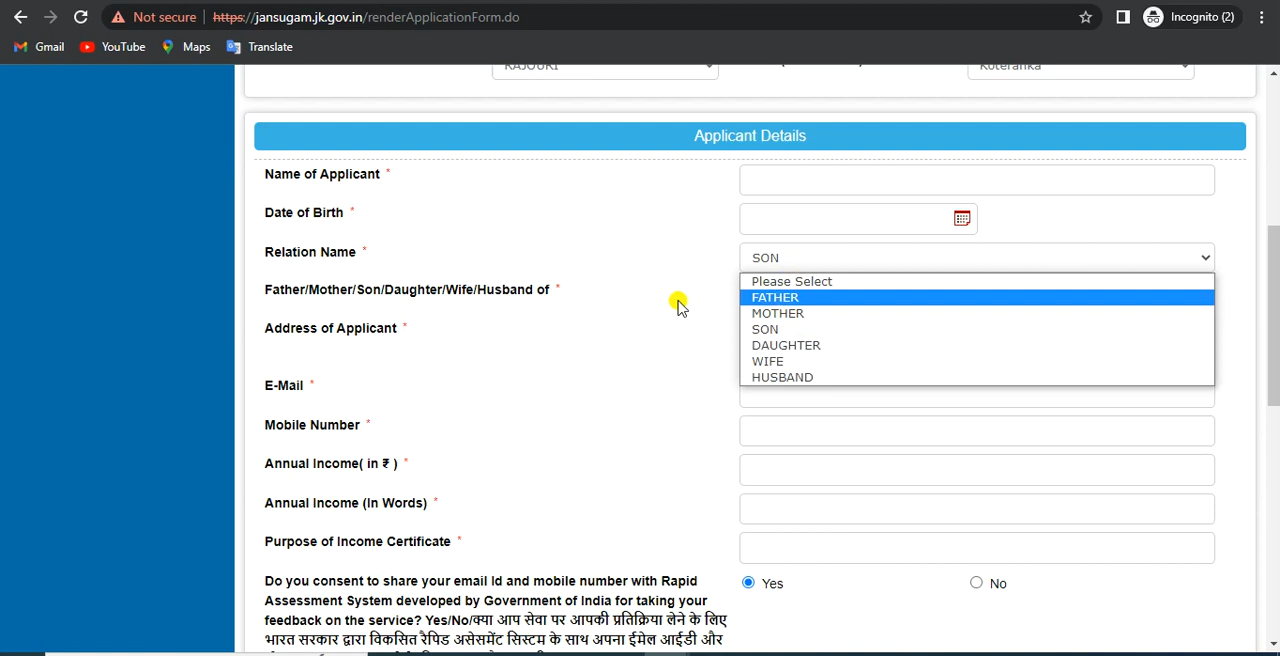 Not secure https://jansugam.jk.gov.in/renderApplicationForm.do Incognito (2)
Gmail YouTube Maps Translate
RAJOURI Koteranka
Applicant Details
Name of Applicant *
Date of Birth *
Relation Name * SON
Please Select
Father/Mother/Son/Daughter/Wife/Husband of * FATHER
MOTHER
Address of Applicant * SON
DAUGHTER
WIFE
E-Mail * HUSBAND
Mobile Number *
Annual Income( in ₹ ) *
Annual Income (In Words) *
Purpose of Income Certificate *
Do you consent to share your email Id and mobile number with Rapid Yes No
Assessment System developed by Government of India for taking your
feedback on the service? Yes/No/क्या आप सेवा पर आपकी प्रतिक्रिया लेने के लिए
भारत सरकार द्वारा विकसित रैपिड असेसमेंट सिस्टम के साथ अपना ईमेल आईडी और